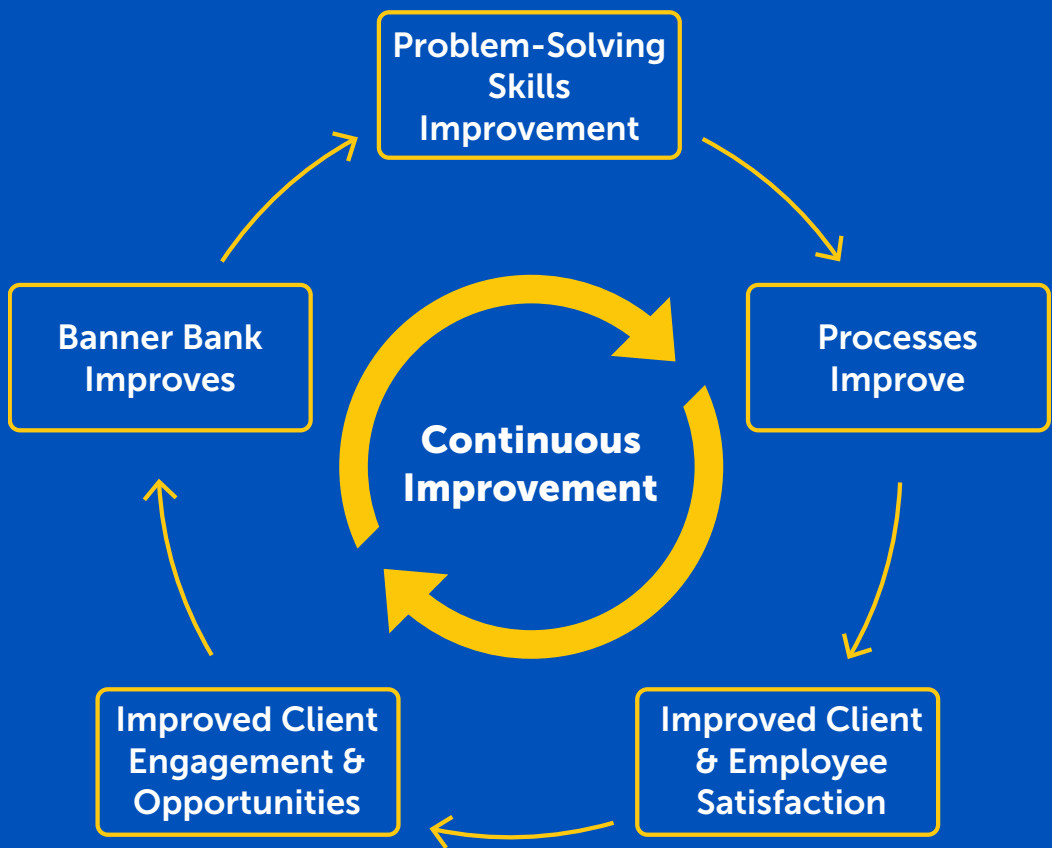 Problem-Solving
Skills
Improvement
Banner Bank
Improves
Processes
Improve
Continuous
Improvement
Improved Client
Engagement &
Opportunities
Improved Client
& Employee
Satisfaction